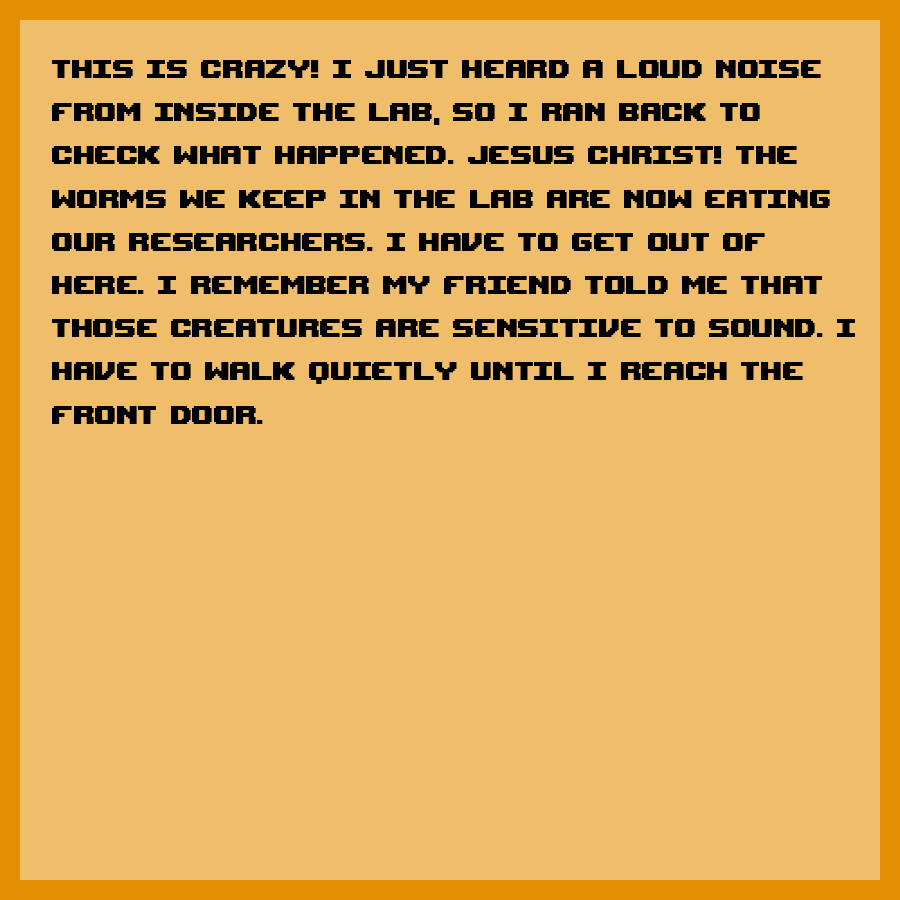 THIS IS CRAZY! I JUST HEARD A LOUD NOISE
FROM INSIDE THE LAB, SO I RAN BACK TO
CHECK WHAT HAPPENED. JESUS CHRIST! THE
WORMS WE KEEP IN THE LAB ARE NOW EATING
OUR RESEARCHERS. I HAVE TO GET OUT OF
HERE. I REMEMBER MY FRIEND TOLD ME THAT
THOSE CREATURES ARE SENSITIVE TO SOUND. I
HAVE TO WALK QUIETLY UNTIL I REACH THE
FRONT DOOR.